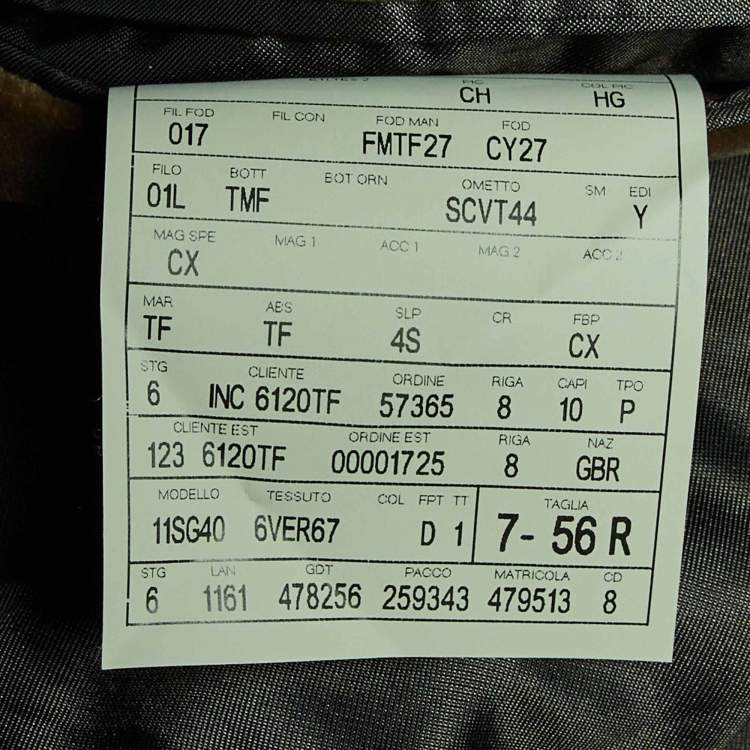 PIC COL PIC
CH HG
FIL FOD FIL CON FOD MAN FOD
017 FMTF27 CY27
FILO BOTT BOT ORN OMETTO SM EDI
01L TMF SCVT44 Y
MAG SPE MAG 1 ACC 1 MAG 2 ACC 2
CX
MAR ABS SLP CR FBP
TF TF 4S CX
STG CLIENTE ORDINE RIGA CAPI TPO
6 INC 6120TF 57365 8 10 P
CLIENTE EST ORDINE EST RIGA NAZ
123 6120TF 00001725 8 GBR
MODELLO TESSUTO COL FPT TT TAGLIA
11SG40 6VER67 D 1 7- 56 R
STG LAN GDT PACCO MATRICOLA CD
6 1161 478256 259343 479513 8